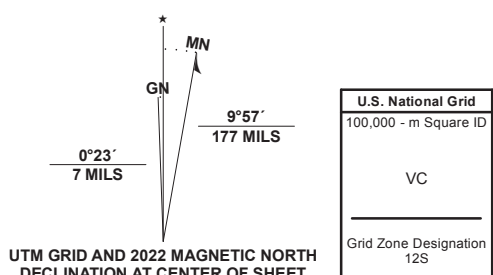 ★
MN
GN
9°57´
177 MILS
0°23´
7 MILS
UTM GRID AND 2022 MAGNETIC NORTH
DECLINATION AT CENTER OF SHEET
U.S. National Grid
100,000 - m Square ID
VC
Grid Zone Designation
12S